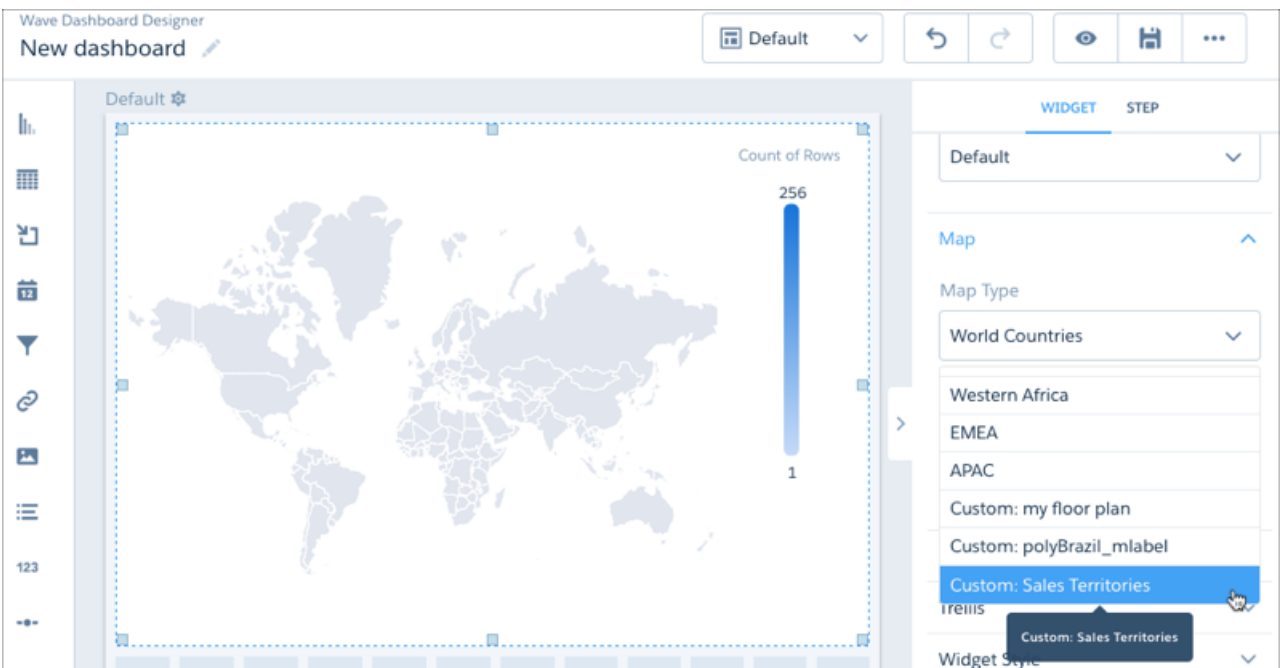 Wave Dashboard Designer
New dashboard
Default
Default
WIDGET STEP
Default
Count of Rows
256
1
Map
Map Type
World Countries
Western Africa
EMEA
APAC
Custom: my floor plan
Custom: polyBrazil_mlabel
Custom: Sales Territories
Trellis
Custom: Sales Territories
Widget Style
12
123